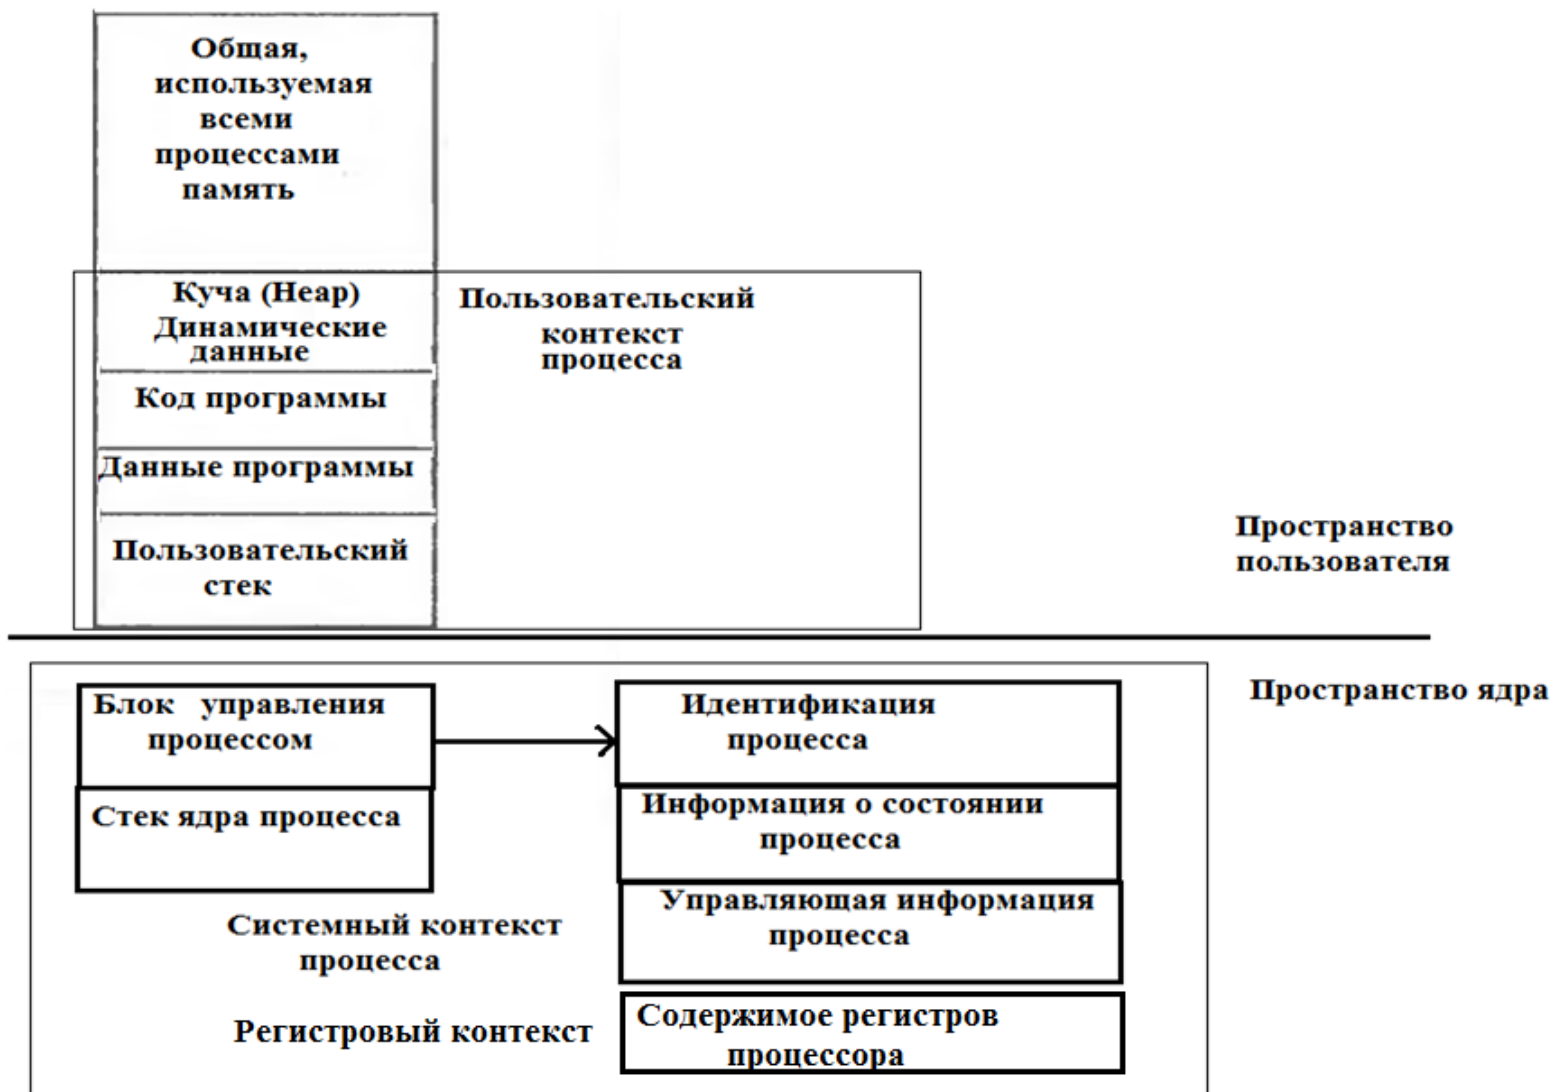 Общая,
используемая
всеми
процессами
память
Куча (Heap)
Динамические
данные
Пользовательский
контекст
процесса
Код программы
Данные программы
Пользовательский
стек
Пространство
пользователя
Блок управления
процессом
Идентификация
процесса
Пространство ядра
Стек ядра процесса
Информация о состоянии
процесса
Управляющая информация
процесса
Системный контекст
процесса
Регистровый контекст
Содержимое регистров
процессора